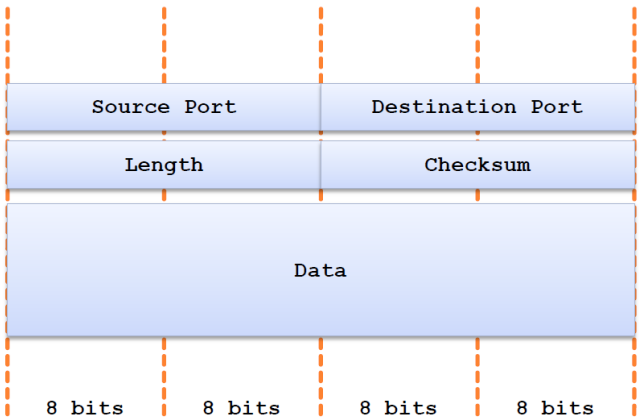 Source Port Destination Port
Length Checksum
Data
8 bits 8 bits 8 bits 8 bits